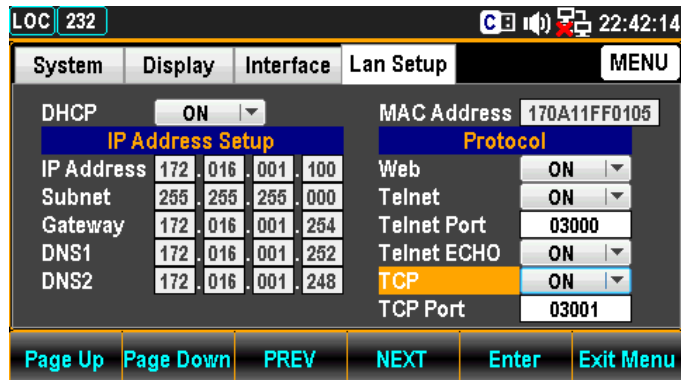 LOC 232 C 22:42:14
System Display Interface Lan Setup MENU
DHCP ON MAC Address 170A11FF0105
IP Address Setup Protocol
IP Address 172 . 016 . 001 . 100 Web ON
Subnet 255 . 255 . 255 . 000 Telnet ON
Gateway 172 . 016 . 001 . 254 Telnet Port 03000
DNS1 172 . 016 . 001 . 252 Telnet ECHO ON
DNS2 172 . 016 . 001 . 248 TCP ON
TCP Port 03001
Page Up Page Down PREV NEXT Enter Exit Menu